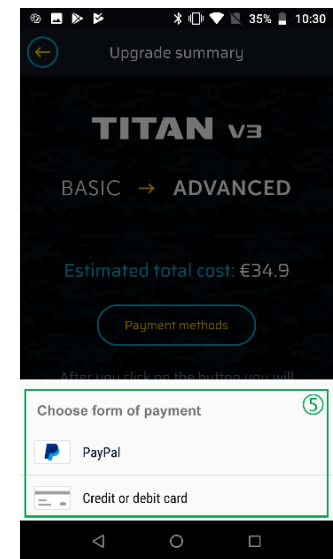 35% 10:30
Upgrade summary
TITAN V3
BASIC → ADVANCED
Estimated total cost: €34.9
Payment methods
After you click on the button you will
Choose form of payment
⑤
PayPal
Credit or debit card